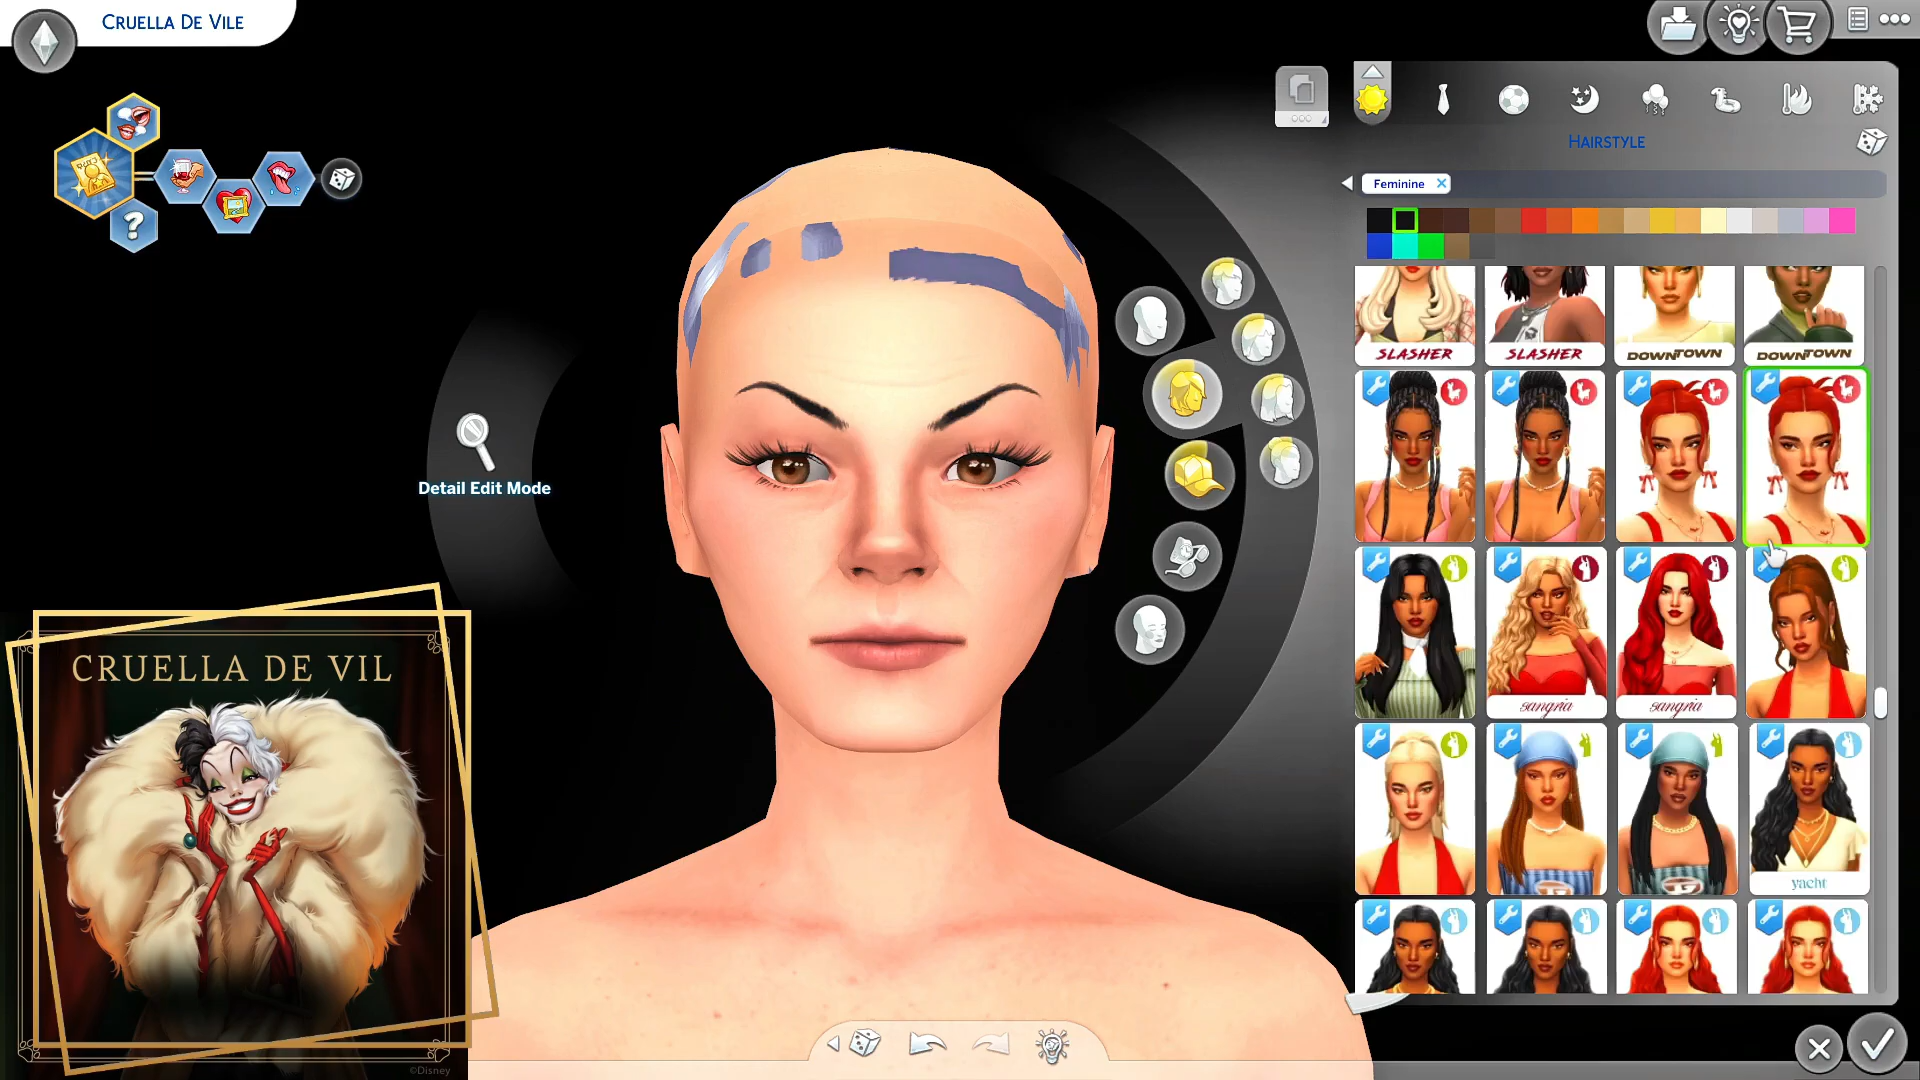 CRUELLA DE VILE
HAIRSTYLE
Feminine
SLASHER
SLASHER
DOWNTOWN
DOWNTOWN
Detail Edit Mode
sangria
sangria
yacht
CRUELLA DE VIL
©Disney